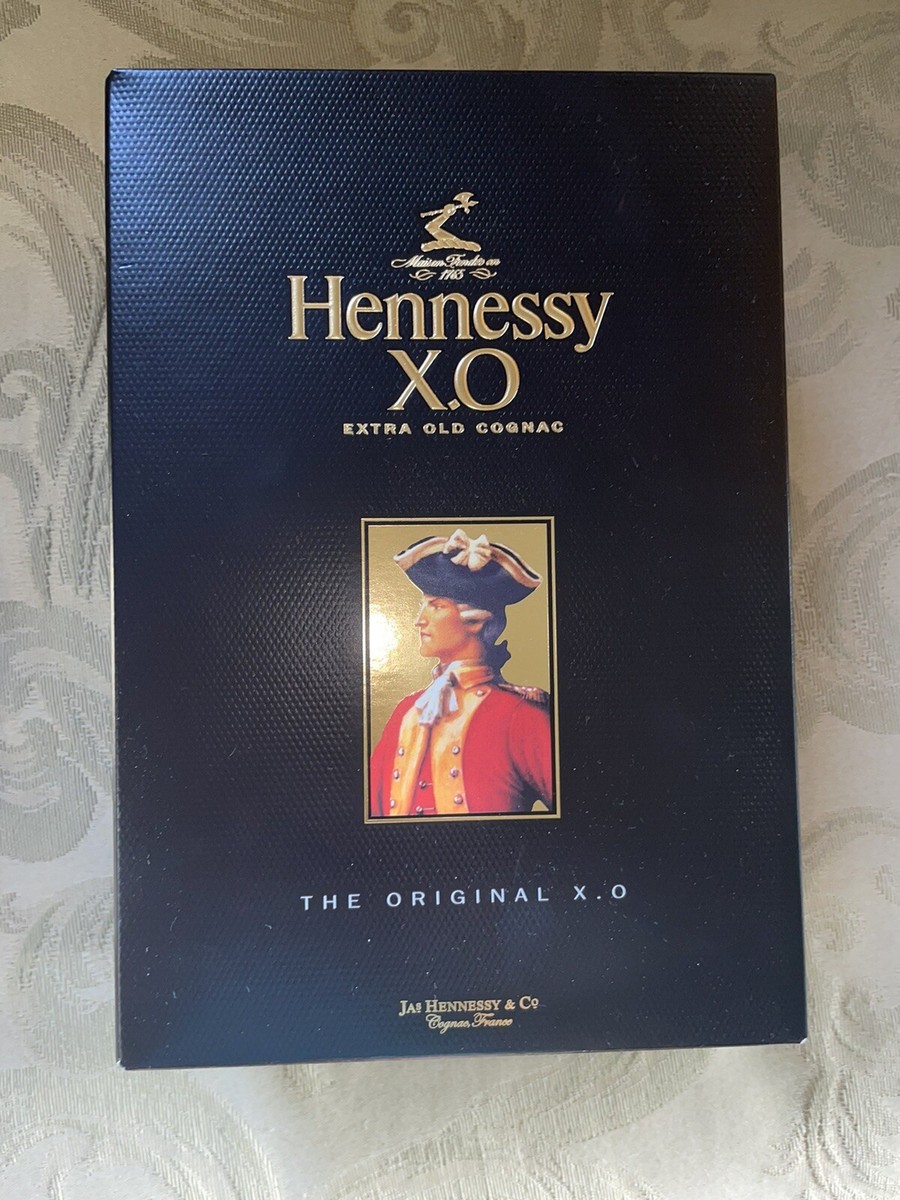 Maison Fondée en
1765
Hennessy
X.O
EXTRA OLD COGNAC
THE ORIGINAL X.O
JAS HENNESSY & CO
Cognac, France